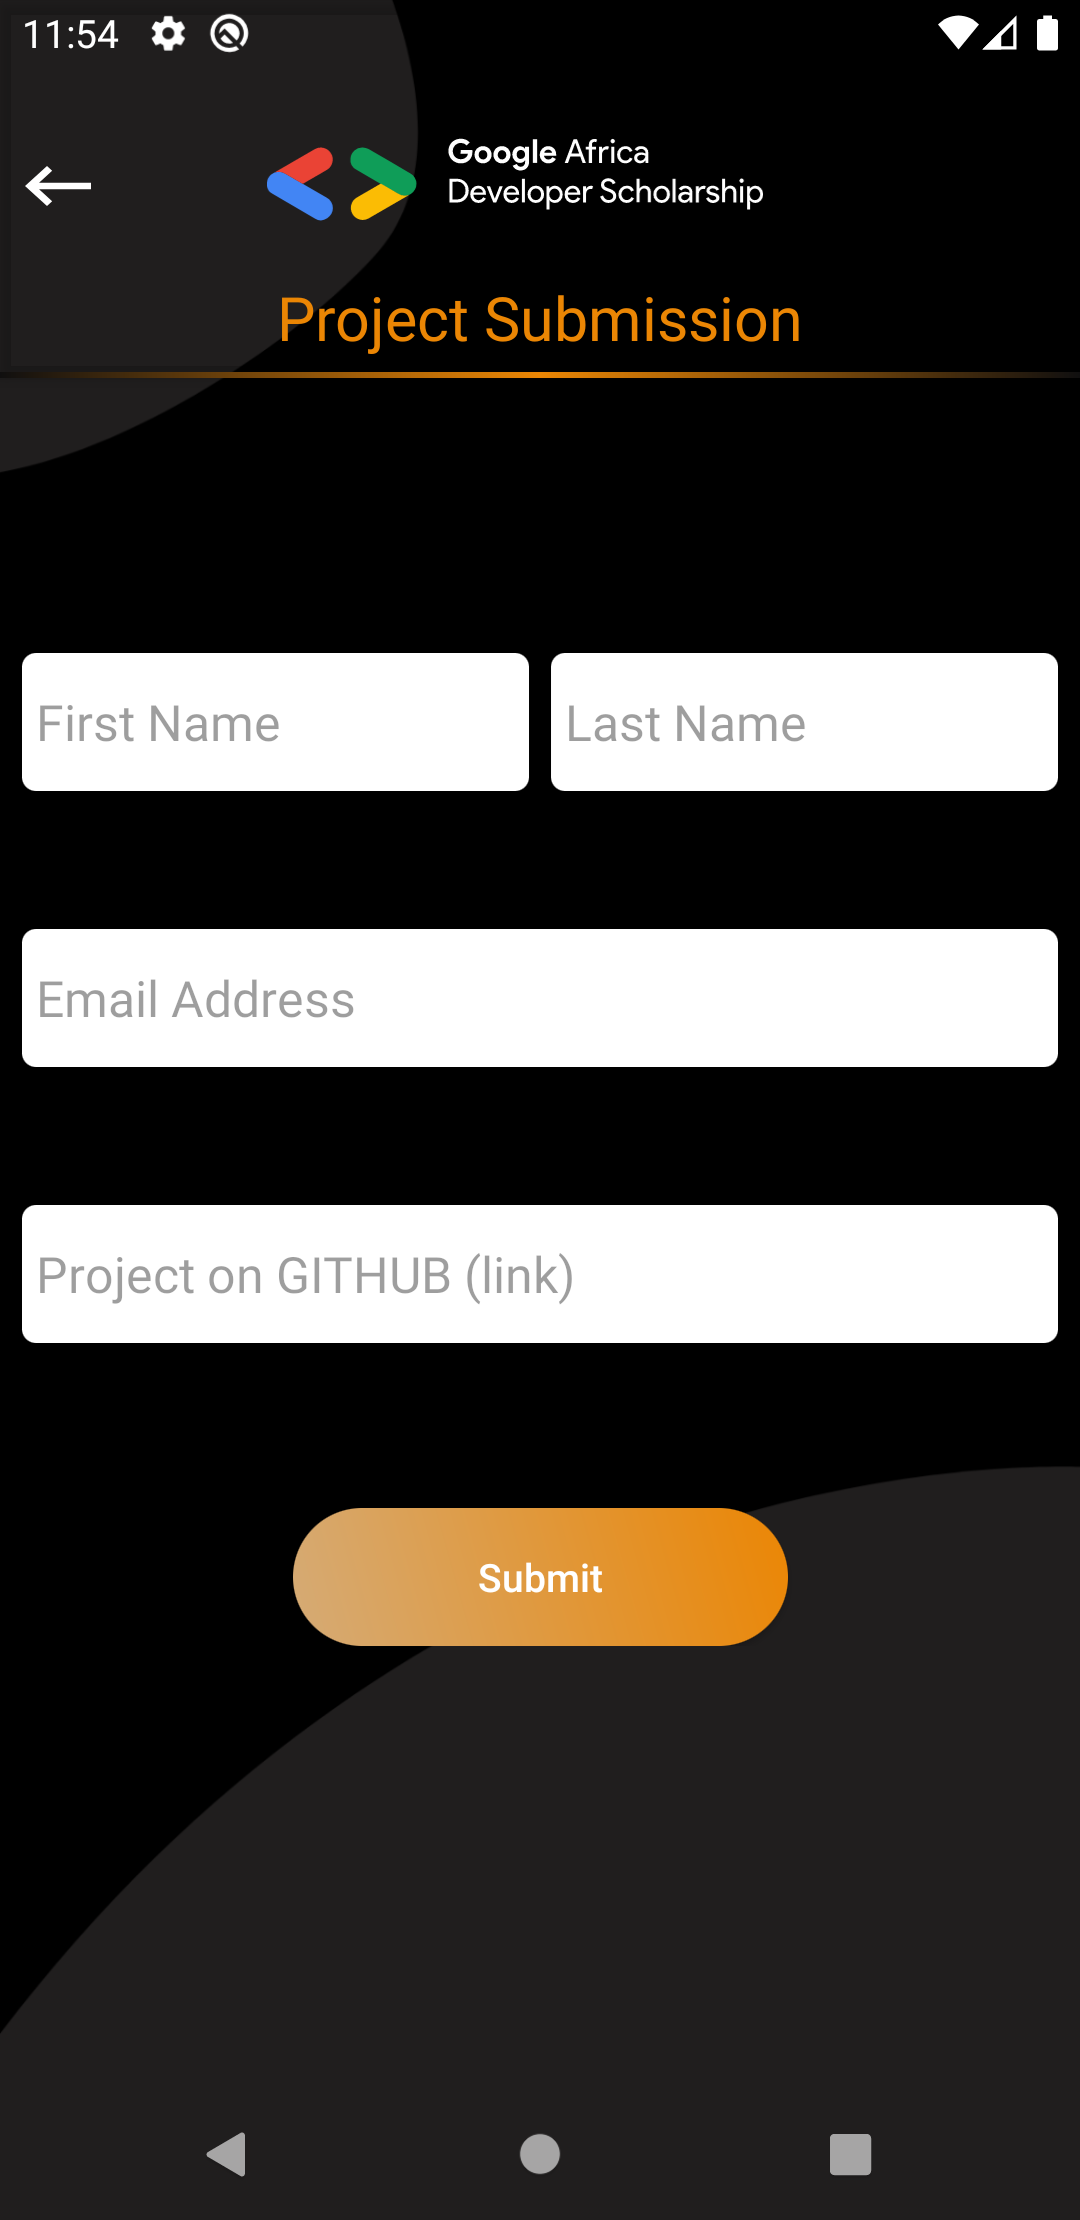 11:54
Google Africa
Developer Scholarship
Project Submission
First Name
Last Name
Email Address
Project on GITHUB (link)
Submit